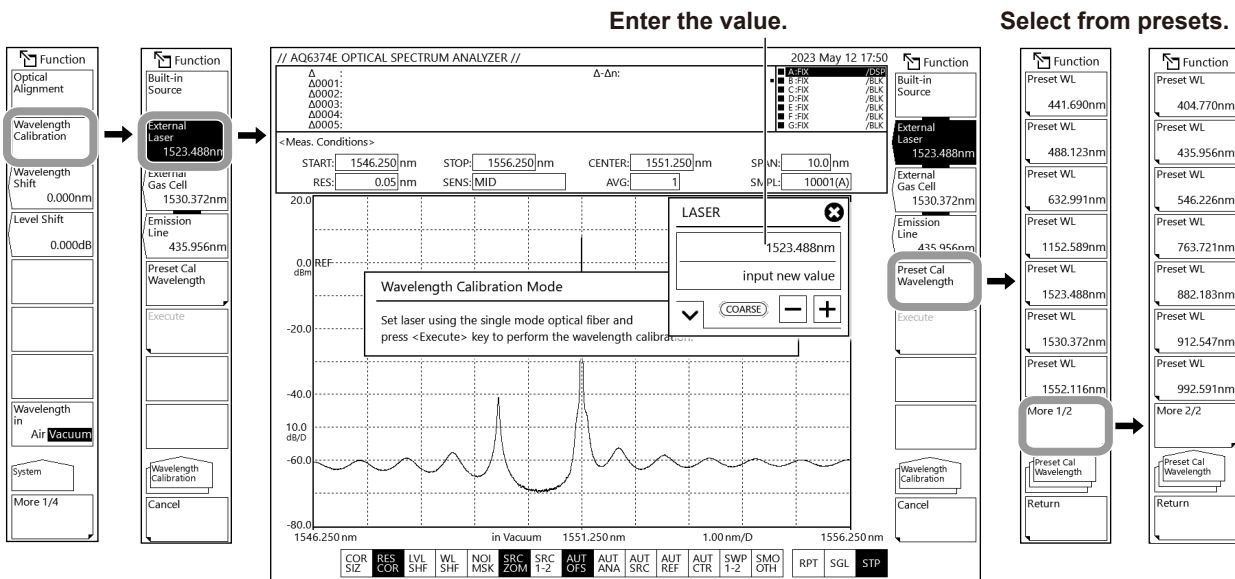 Enter the value.
Select from presets.
Function
Optical
Alignment
Wavelength
Calibration
Wavelength
Shift
0.000nm
Level Shift
0.000dB
Wavelength
in
Air Vacuum
System
More 1/4
Function
Built-in
Source
External
Laser
1523.488nm
External
Gas Cell
1530.372nm
Emission
Line
435.956nm
Preset Cal
Wavelength
Execute
Wavelength
Calibration
Cancel
// AQ6374E OPTICAL SPECTRUM ANALYZER //
2023 May 12 17:50
Δ :
Δ0001:
Δ0002:
Δ0003:
Δ0004:
Δ0005:
Δ-Δn:
A:FIX /DSP
B:FIX /BLK
C:FIX /BLK
D:FIX /BLK
E:FIX /BLK
F:FIX /BLK
G:FIX /BLK
<Meas. Conditions>
START: 1546.250 nm STOP: 1556.250 nm CENTER: 1551.250 nm SPAN: 10.0 nm
RES: 0.05 nm SENS: MID AVG: 1 SMPL: 10001(A)
20.0
0.0 REF
dBm
-20.0
-40.0
10.0
dB/D
-60.0
-80.0
LASER
1523.488nm
input new value
COARSE
Wavelength Calibration Mode
Set laser using the single mode optical fiber and
press <Execute> key to perform the wavelength calibration.
1546.250 nm in Vacuum 1551.250 nm 1.00 nm/D 1556.250 nm
COR SIZ
RES COR
LVL SHF
WL SHF
NOI MSK
SRC ZOM
SRC 1-2
AUT OFS
AUT ANA
AUT SRC
AUT REF
AUT CTR
SWP 1-2
SMO OTH
RPT
SGL
STP
Function
Built-in
Source
External
Laser
1523.488nm
External
Gas Cell
1530.372nm
Emission
Line
435.956nm
Preset Cal
Wavelength
Execute
Wavelength
Calibration
Cancel
Function
Preset WL
441.690nm
Preset WL
488.123nm
Preset WL
632.991nm
Preset WL
1152.589nm
Preset WL
1523.488nm
Preset WL
1530.372nm
Preset WL
1552.116nm
More 1/2
Preset Cal
Wavelength
Return
Function
Preset WL
404.770nm
Preset WL
435.956nm
Preset WL
546.226nm
Preset WL
763.721nm
Preset WL
882.183nm
Preset WL
912.547nm
Preset WL
992.591nm
More 2/2
Preset Cal
Wavelength
Return